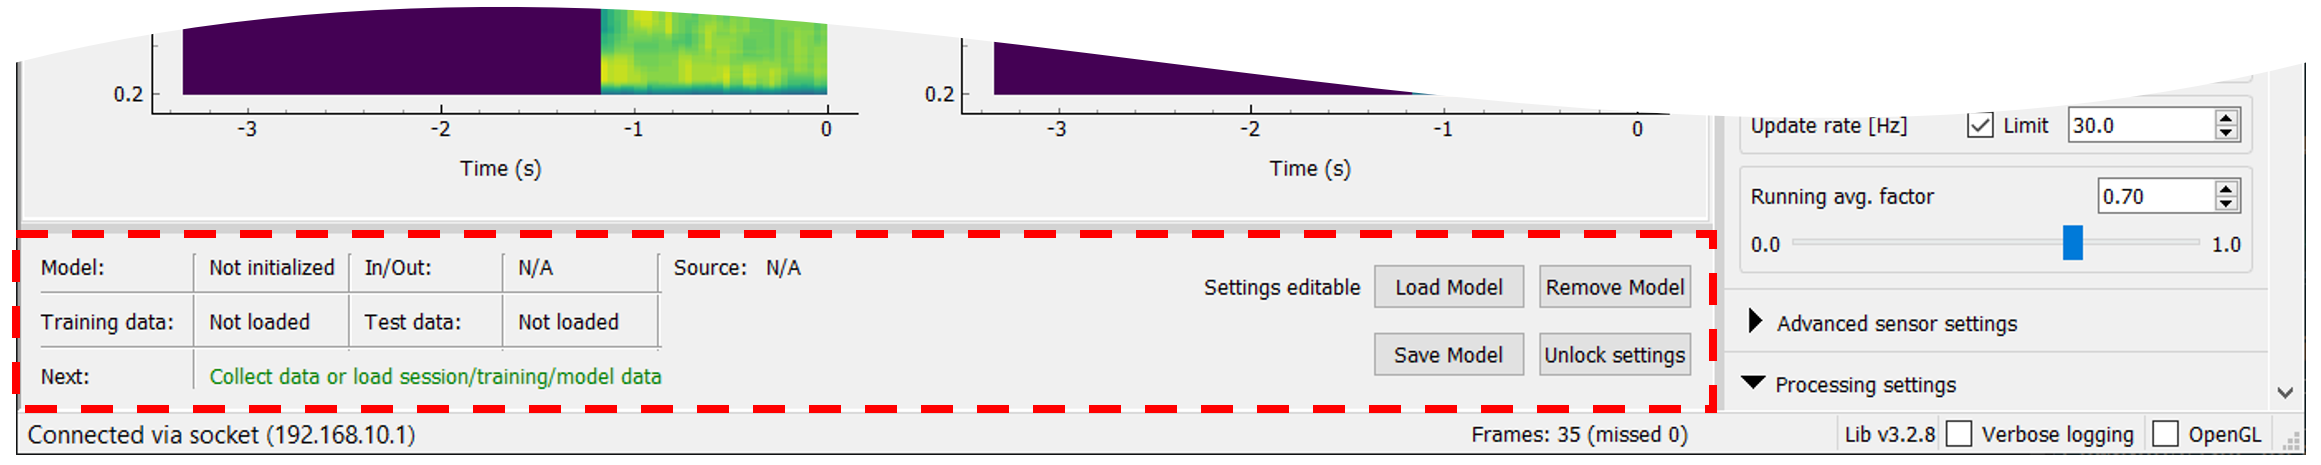 0.2
-3 -2 -1 0
Time (s)
0.2
-3 -2 -1 0
Time (s)
Update rate [Hz] Limit 30.0
Running avg. factor 0.70
0.0 1.0
Advanced sensor settings
Processing settings
Model: Not initialized In/Out: N/A Source: N/A
Training data: Not loaded Test data: Not loaded
Next: Collect data or load session/training/model data
Settings editable Load Model Remove Model
Save Model Unlock settings
Connected via socket (192.168.10.1) Frames: 35 (missed 0) Lib v3.2.8 Verbose logging OpenGL